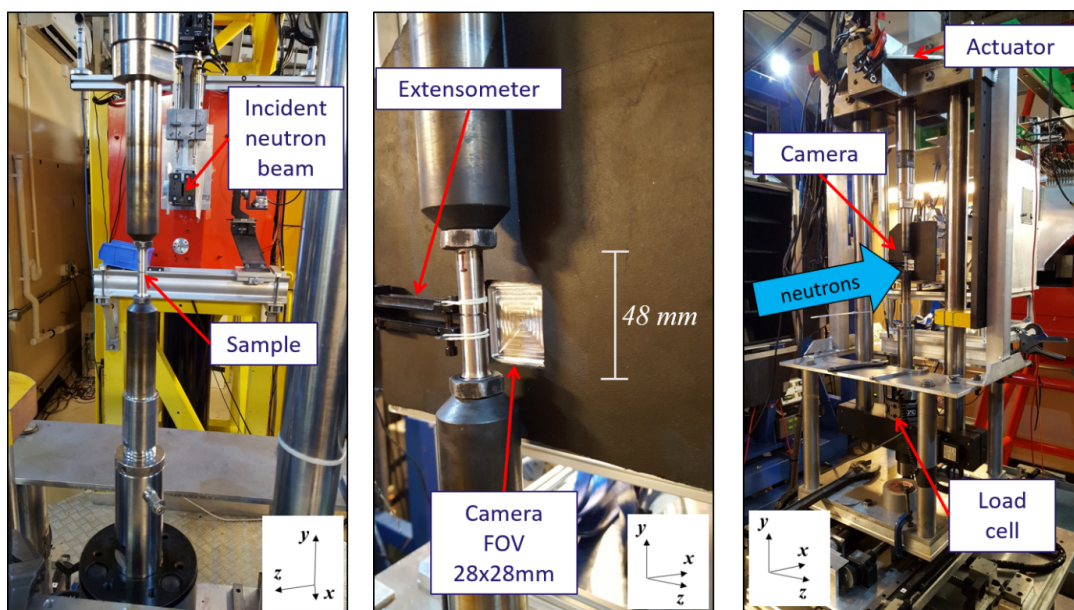 Incident
neutron
beam
Sample
y
z
x
Extensometer
48 mm
Camera
FOV
28x28mm
y
x
z
Actuator
Camera
neutrons
Load
cell
y
x
z